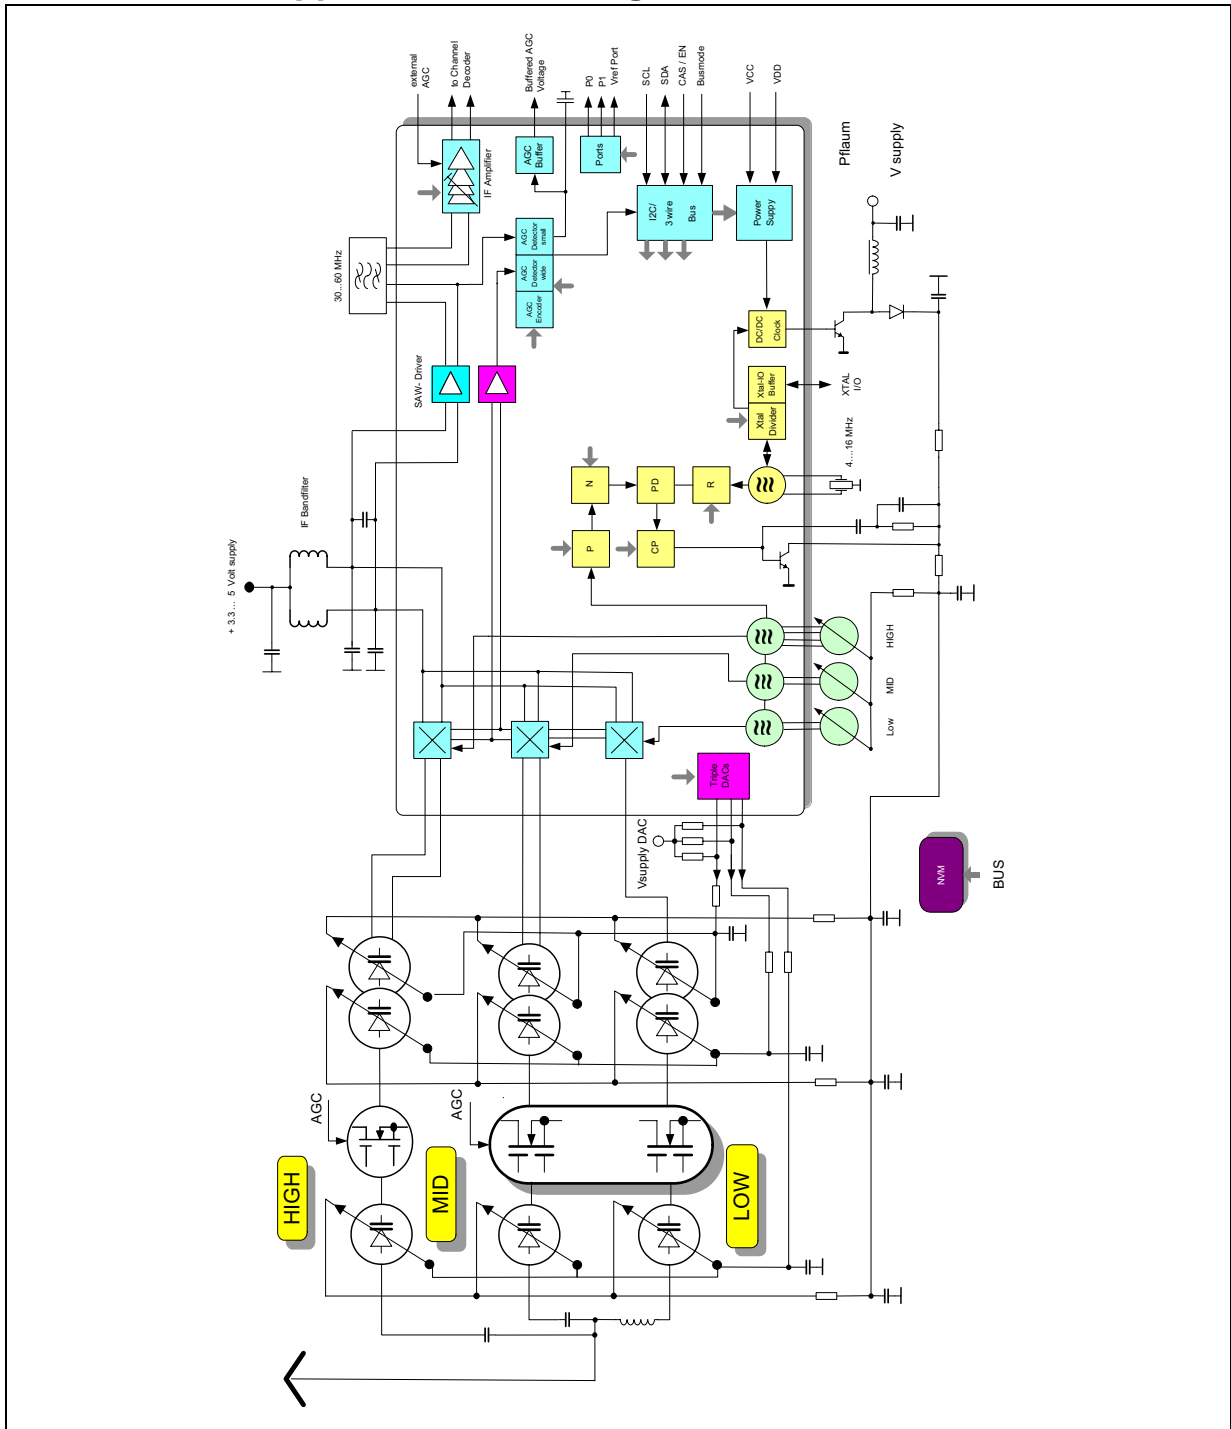 external
AGC
to Channel
Decoder
Buffered AGC
Voltage
P0
P1
Vref Port
SCL
SDA
CAS / EN
Busmode
VCC
VDD
IF Amplifier
AGC
Buffer
Ports
Pflaum
V supply
30...60 MHz
AGC
Detector
small
AGC
Detector
wide
AGC
Encoder
I2C/
3 wire
Bus
Power
Suppy
SAW- Driver
DC/DC
Clock
Xtal-IO
Buffer
Xtal
Divider
XTAL
I/O
4....16 MHz
IF Bandfilter
N
PD
R
P
CP
+ 3.3 ... 5 Volt supply
HIGH
MID
Low
Triple
DACs
Vsupply DAC
NVM
BUS
AGC
AGC
HIGH
MID
LOW